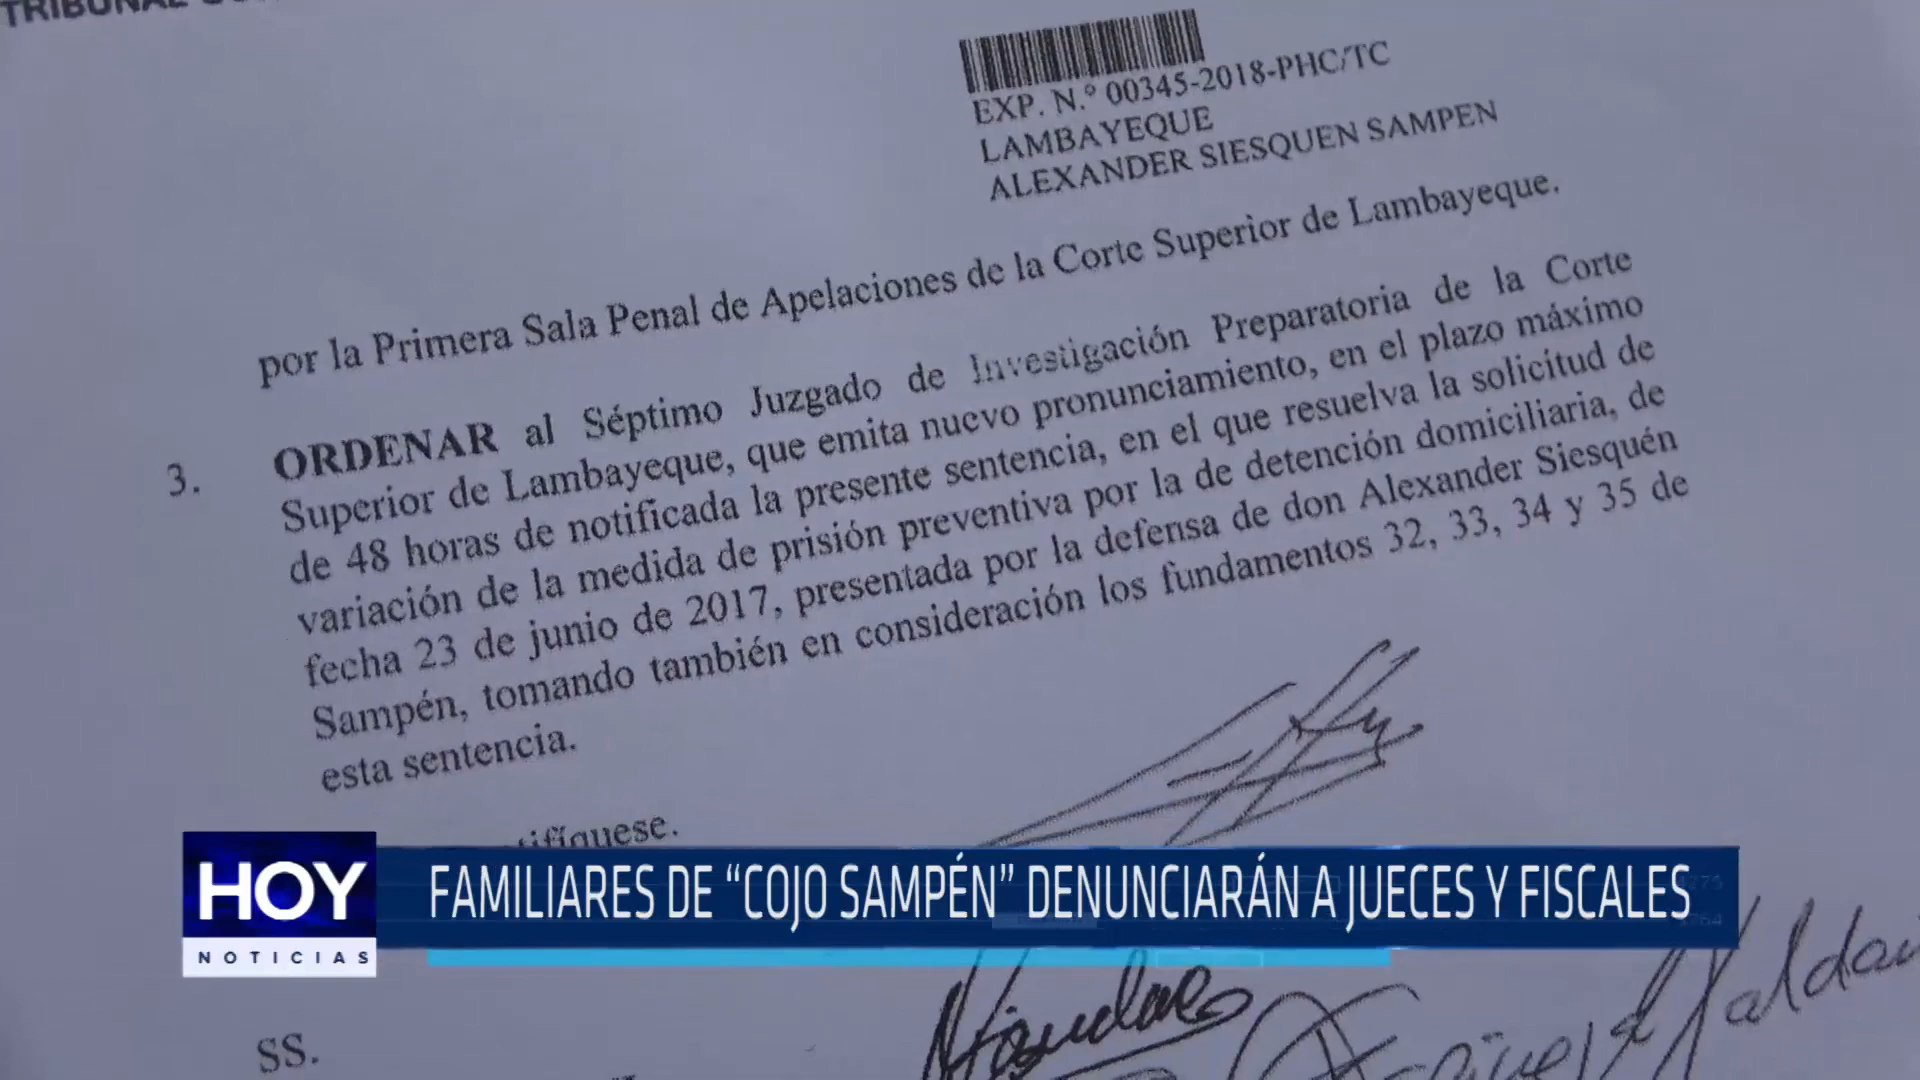 TRIBUNAL
EXP. N.º 00345-2018-PHC/TC
LAMBAYEQUE
ALEXANDER SIESQUEN SAMPEN
por la Primera Sala Penal de Apelaciones de la Corte Superior de Lambayeque.
3. ORDENAR al Séptimo Juzgado de Investigación Preparatoria de la Corte
Superior de Lambayeque, que emita nuevo pronunciamiento, en el plazo máximo
de 48 horas de notificada la presente sentencia, en el que resuelva la solicitud de
variación de la medida de prisión preventiva por la de detención domiciliaria, de
fecha 23 de junio de 2017, presentada por la defensa de don Alexander Siesquén
Sampén, tomando también en consideración los fundamentos 32, 33, 34 y 35 de
esta sentencia.
HOY
NOTICIAS
FAMILIARES DE “COJO SAMPÉN” DENUNCIARÁN A JUECES Y FISCALES
SS.